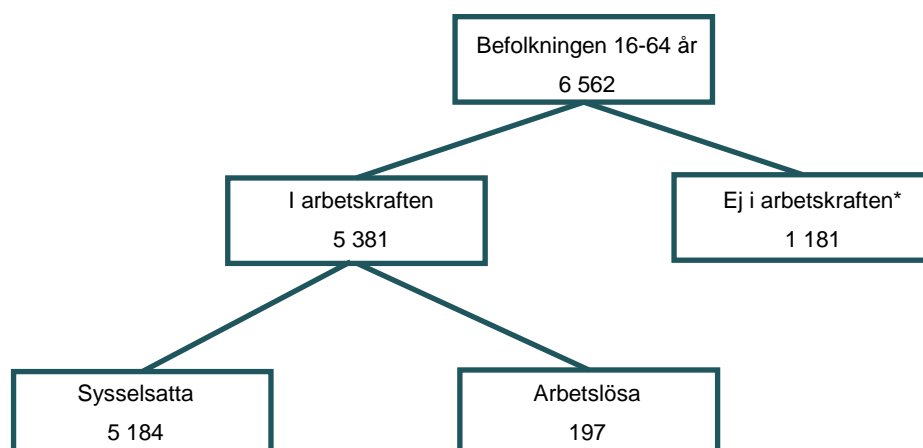 Befolkningen 16-64 år
6 562
I arbetskraften
5 381
Ej i arbetskraften*
1 181
Sysselsatta
5 184
Arbetslösa
197